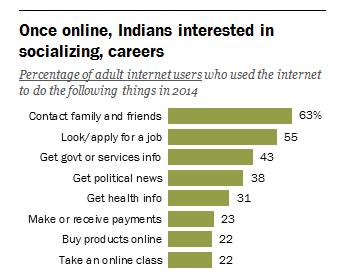 Once online, Indians interested in
socializing, careers
Percentage of adult internet users who used the internet
to do the following things in 2014
Contact family and friends 63%
Look/apply for a job 55
Get govt or services info 43
Get political news 38
Get health info 31
Make or receive payments 23
Buy products online 22
Take an online class 22